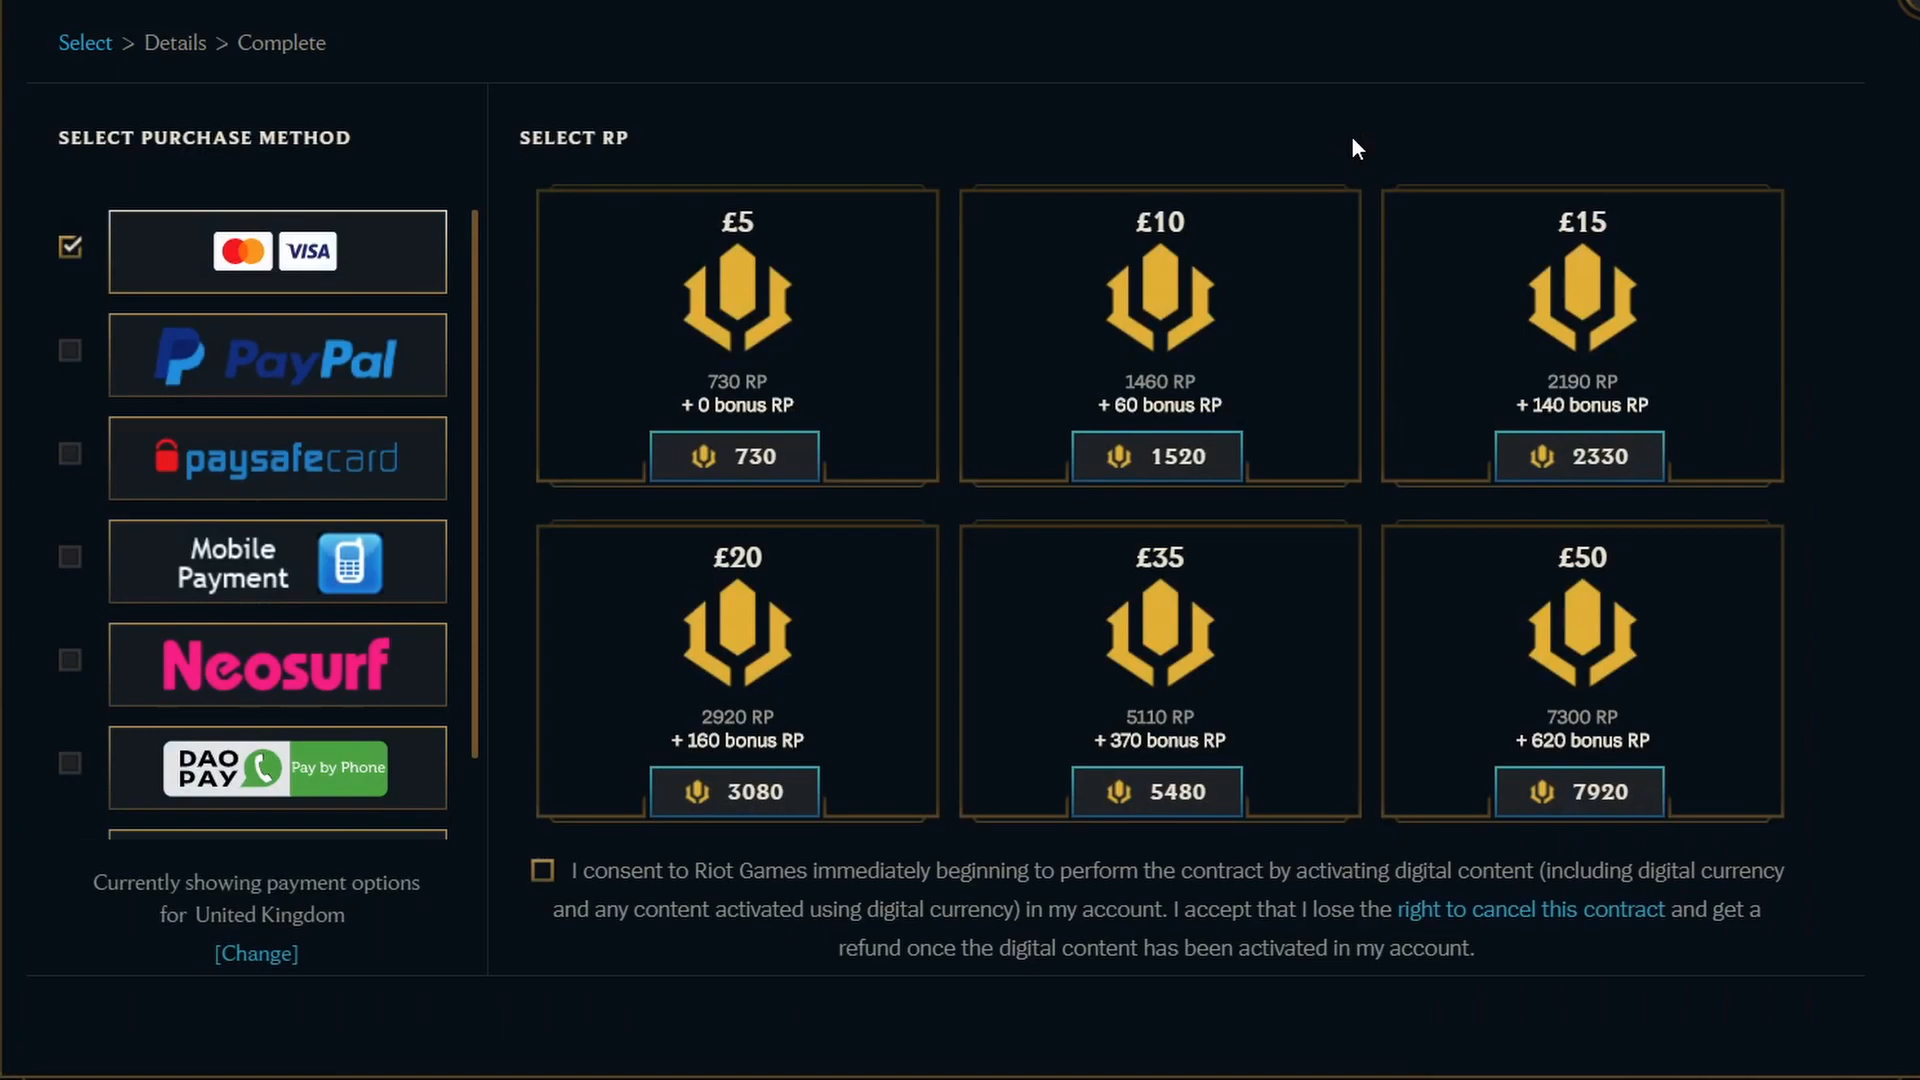 Select > Details > Complete
SELECT PURCHASE METHOD
VISA
PayPal
paysafecard
Mobile
Payment
Neosurf
DAO
PAY
Pay by Phone
Currently showing payment options
for United Kingdom
[Change]
SELECT RP
£5
730 RP
+ 0 bonus RP
730
£10
1460 RP
+ 60 bonus RP
1520
£15
2190 RP
+ 140 bonus RP
2330
£20
2920 RP
+ 160 bonus RP
3080
£35
5110 RP
+ 370 bonus RP
5480
£50
7300 RP
+ 620 bonus RP
7920
I consent to Riot Games immediately beginning to perform the contract by activating digital content (including digital currency
and any content activated using digital currency) in my account. I accept that I lose the right to cancel this contract and get a
refund once the digital content has been activated in my account.